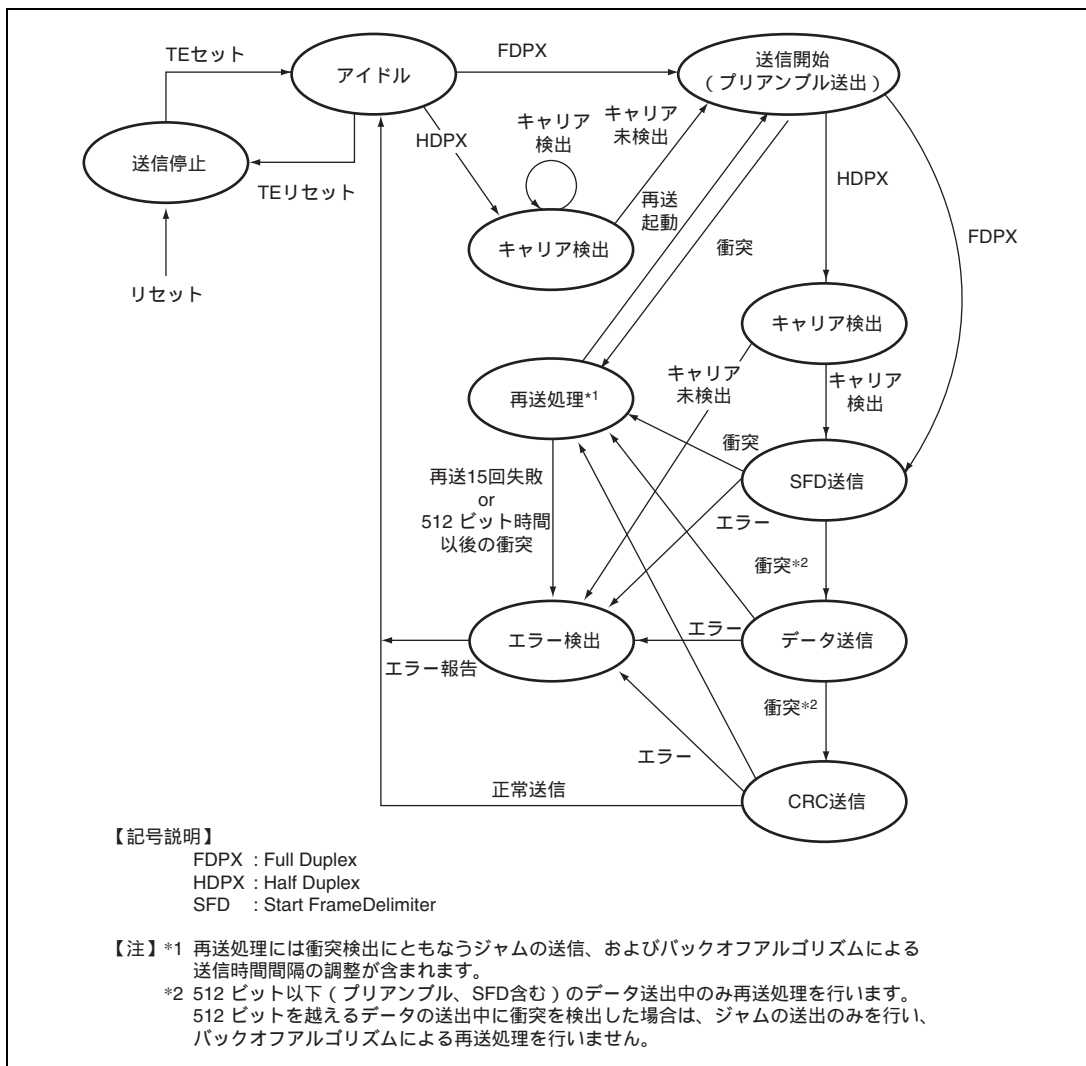 TEセット
アイドル
FDPX
送信開始
（プリアンブル送出）
送信停止
TEリセット
リセット
HDPX
キャリア
検出
キャリア検出
キャリア
未検出
再送
起動
衝突
HDPX
FDPX
キャリア検出
キャリア
未検出
キャリア
検出
再送処理*1
衝突
SFD送信
再送15回失敗
or
512 ビット時間
以後の衝突
エラー
衝突*2
エラー検出
エラー
データ送信
エラー報告
衝突*2
エラー
正常送信
CRC送信
【記号説明】
FDPX : Full Duplex
HDPX : Half Duplex
SFD : Start FrameDelimiter
【注】*1 再送処理には衝突検出にともなうジャムの送信、およびバックオフアルゴリズムによる
送信時間間隔の調整が含まれます。
*2 512 ビット以下（プリアンブル、SFD含む）のデータ送出中のみ再送処理を行います。
512 ビットを越えるデータの送出中に衝突を検出した場合は、ジャムの送出のみを行い、
バックオフアルゴリズムによる再送処理を行いません。